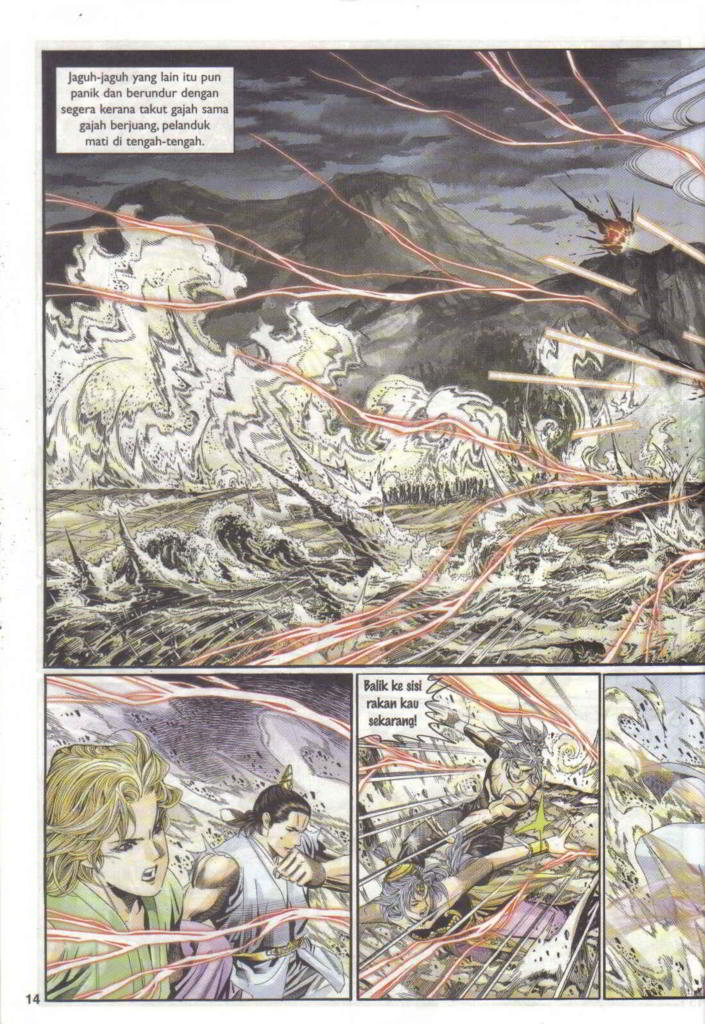 Jaguh-jaguh yang lain itu pun
panik dan berundur dengan
segera kerana takut gajah sama
gajah berjuang, pelanduk
mati di tengah-tengah.
Balik ke sisi
rakan kau
sekarang!
14